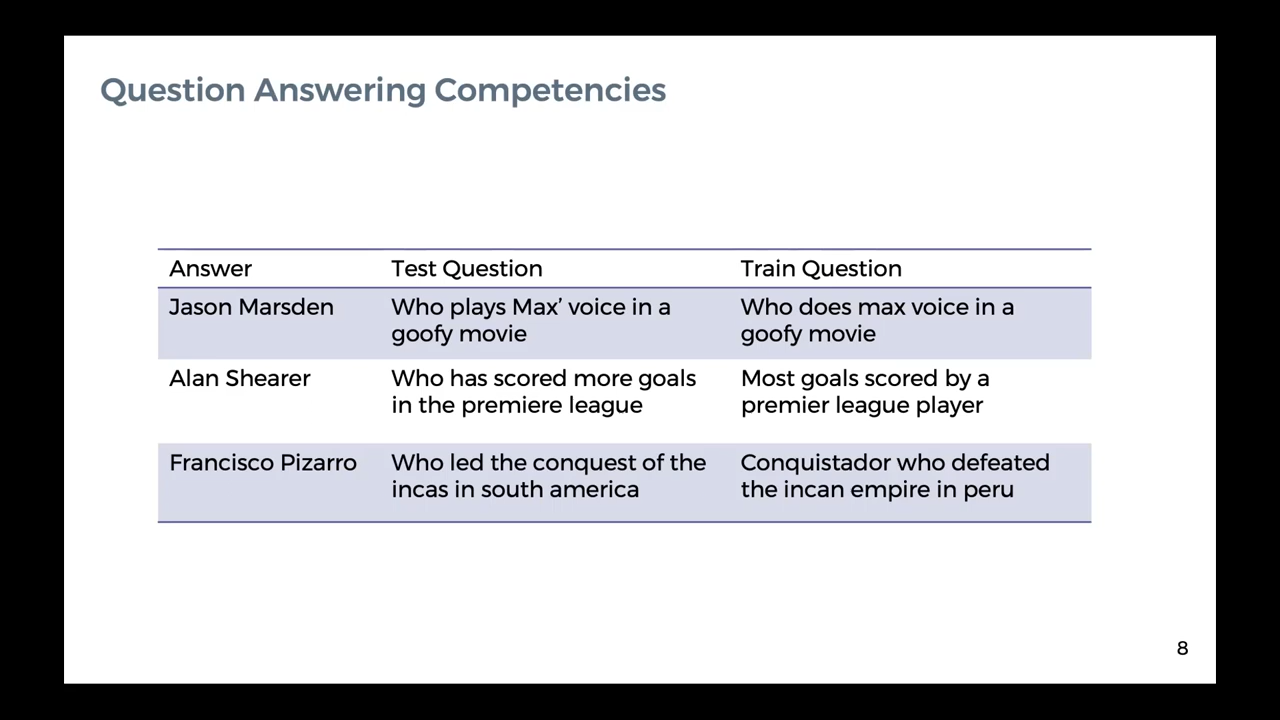 Question Answering Competencies
Answer Test Question Train Question
Jason Marsden Who plays Max’ voice in a Who does max voice in a
goofy movie goofy movie
Alan Shearer Who has scored more goals Most goals scored by a
in the premiere league premier league player
Francisco Pizarro Who led the conquest of the Conquistador who defeated
incas in south america the incan empire in peru
8